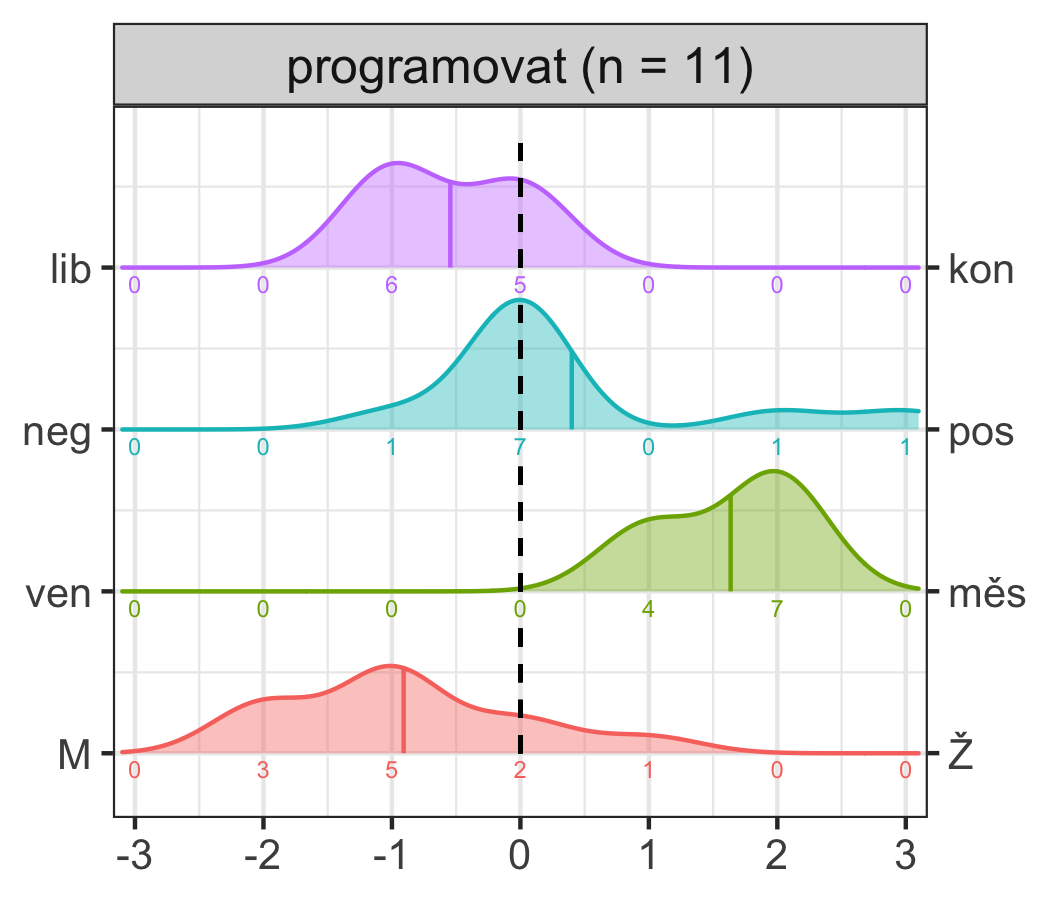 programovat (n = 11)
lib kon
0 0 6 5 0 0 0
neg pos
0 0 1 7 0 1 1
ven měs
0 0 0 0 4 7 0
M Ž
0 3 5 2 1 0 0
-3 -2 -1 0 1 2 3